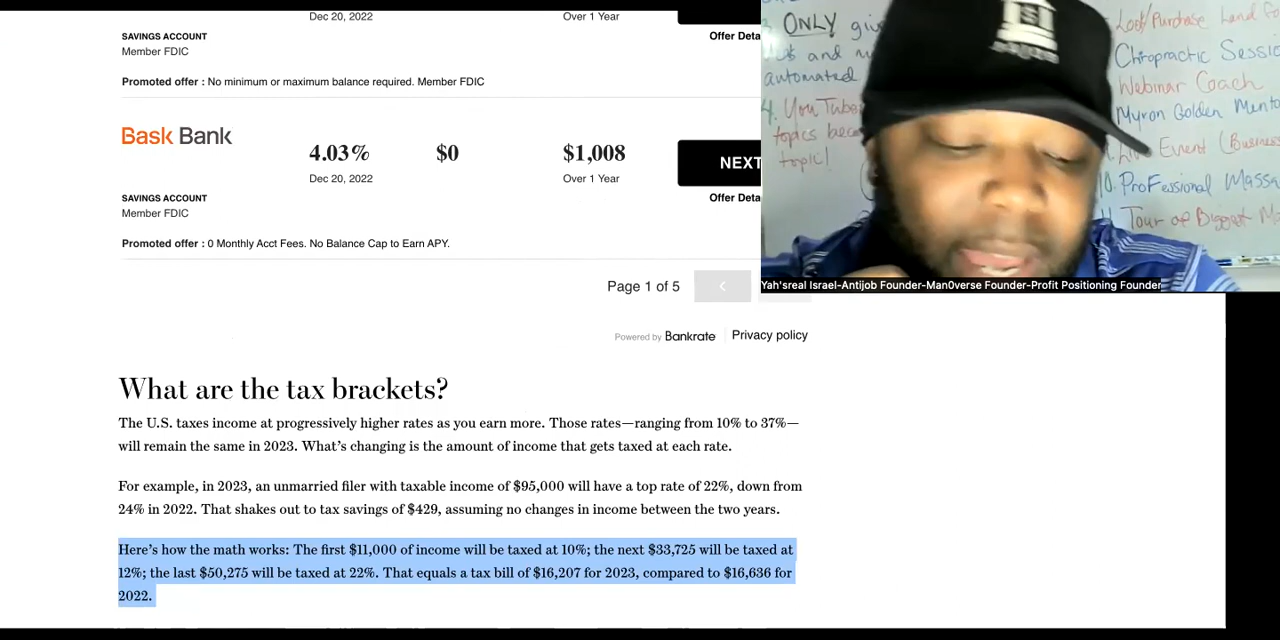 Dec 20, 2022
Over 1 Year
SAVINGS ACCOUNT
Member FDIC
Offer Deta
Promoted offer : No minimum or maximum balance required. Member FDIC
Bask Bank
4.03%
$0
$1,008
NEXT
Dec 20, 2022
Over 1 Year
SAVINGS ACCOUNT
Member FDIC
Offer Deta
Promoted offer : 0 Monthly Acct Fees. No Balance Cap to Earn APY.
Page 1 of 5
Powered by Bankrate
Privacy policy
What are the tax brackets?
The U.S. taxes income at progressively higher rates as you earn more. Those rates—ranging from 10% to 37%—
will remain the same in 2023. What's changing is the amount of income that gets taxed at each rate.
For example, in 2023, an unmarried filer with taxable income of $95,000 will have a top rate of 22%, down from
24% in 2022. That shakes out to tax savings of $429, assuming no changes in income between the two years.
Here's how the math works: The first $11,000 of income will be taxed at 10%; the next $33,725 will be taxed at
12%; the last $50,275 will be taxed at 22%. That equals a tax bill of $16,207 for 2023, compared to $16,636 for
2022.
ONLY
and
automated
4. YouTube
topics
topic!
Purchase Land
Chiropractic
Webinar Coach
Myron Golden
Event
10. Professional
11. Tour of Biggest
Yah'sreal Israel-Antijob Founder-Man0verse Founder-Profit Positioning Founder